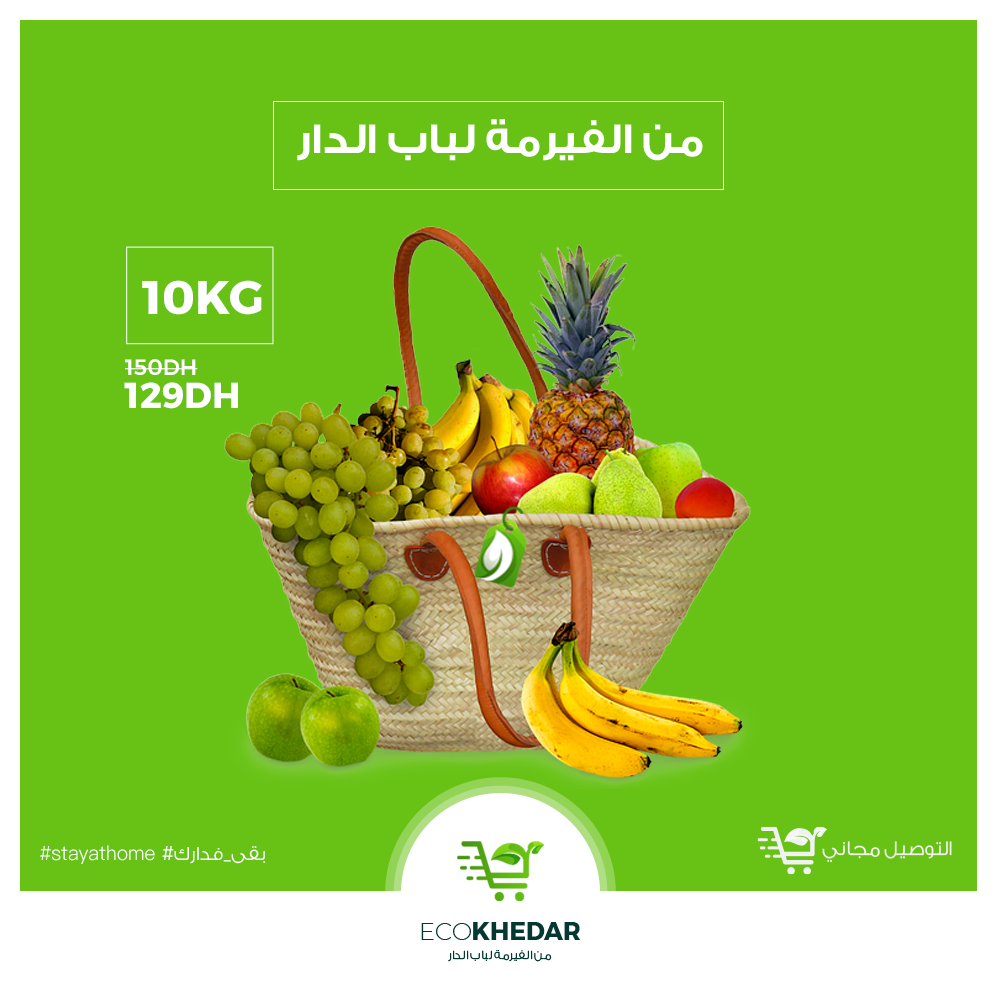 من الفيرمة لباب الدار
10KG
150DH
129DH
#stayathome #بقى_فدارك
التوصيل مجاني
ECOKHEDAR
من الفيرمة لباب الدار